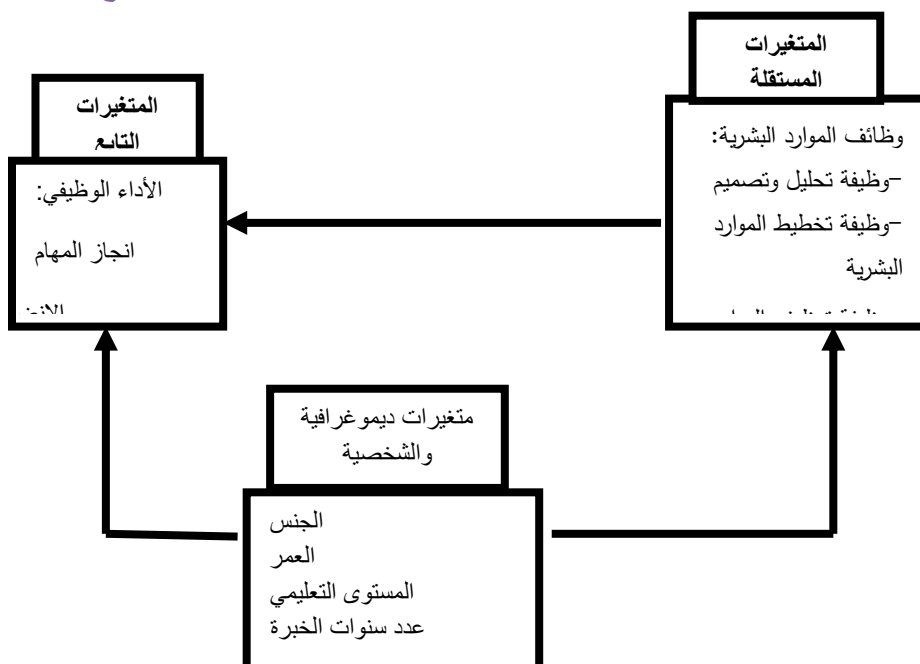 المتغيرات
المستقلة
وظائف الموارد البشرية:
-وظيفة تحليل وتصميم
-وظيفة تخطيط الموارد
البشرية
المتغيرات
التابع
الأداء الوظيفي:
انجاز المهام
متغيرات ديموغرافية
والشخصية
الجنس
العمر
المستوى التعليمي
عدد سنوات الخبرة